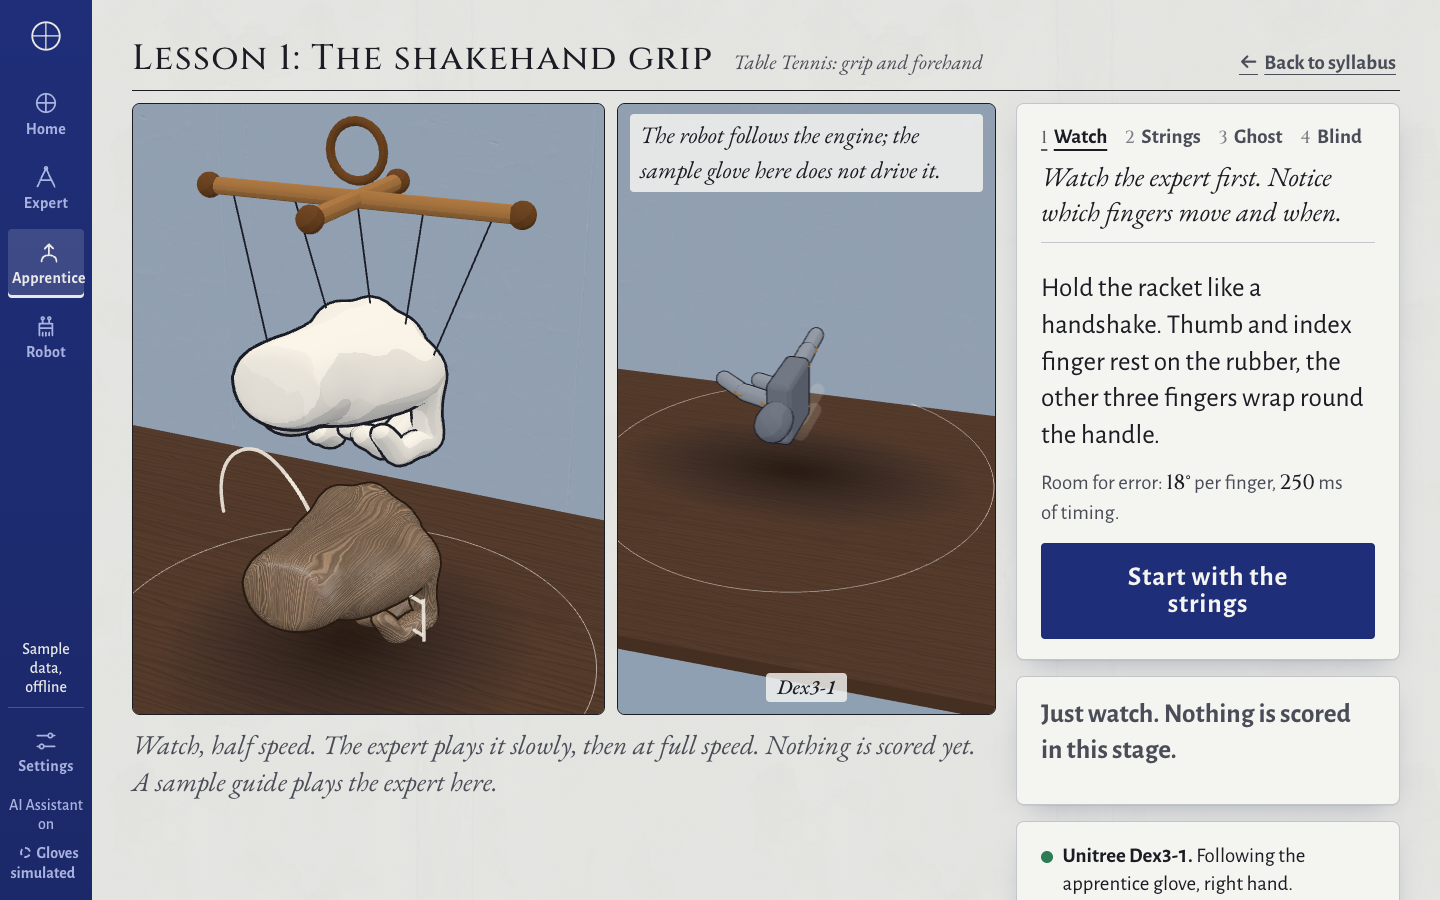 Home
Expert
Apprentice
Robot
Sample
data,
offline
Settings
AI Assistant
on
Gloves
simulated
Lesson 1: The shakehand grip
Table Tennis: grip and forehand
← Back to syllabus
The robot follows the engine; the
sample glove here does not drive it.
Dex3-1
Watch, half speed. The expert plays it slowly, then at full speed. Nothing is scored yet.
A sample guide plays the expert here.
1 Watch 2 Strings 3 Ghost 4 Blind
Watch the expert first. Notice
which fingers move and when.
Hold the racket like a
handshake. Thumb and index
finger rest on the rubber, the
other three fingers wrap round
the handle.
Room for error: 18° per finger, 250 ms
of timing.
Start with the
strings
Just watch. Nothing is scored
in this stage.
Unitree Dex3-1. Following the
apprentice glove, right hand.